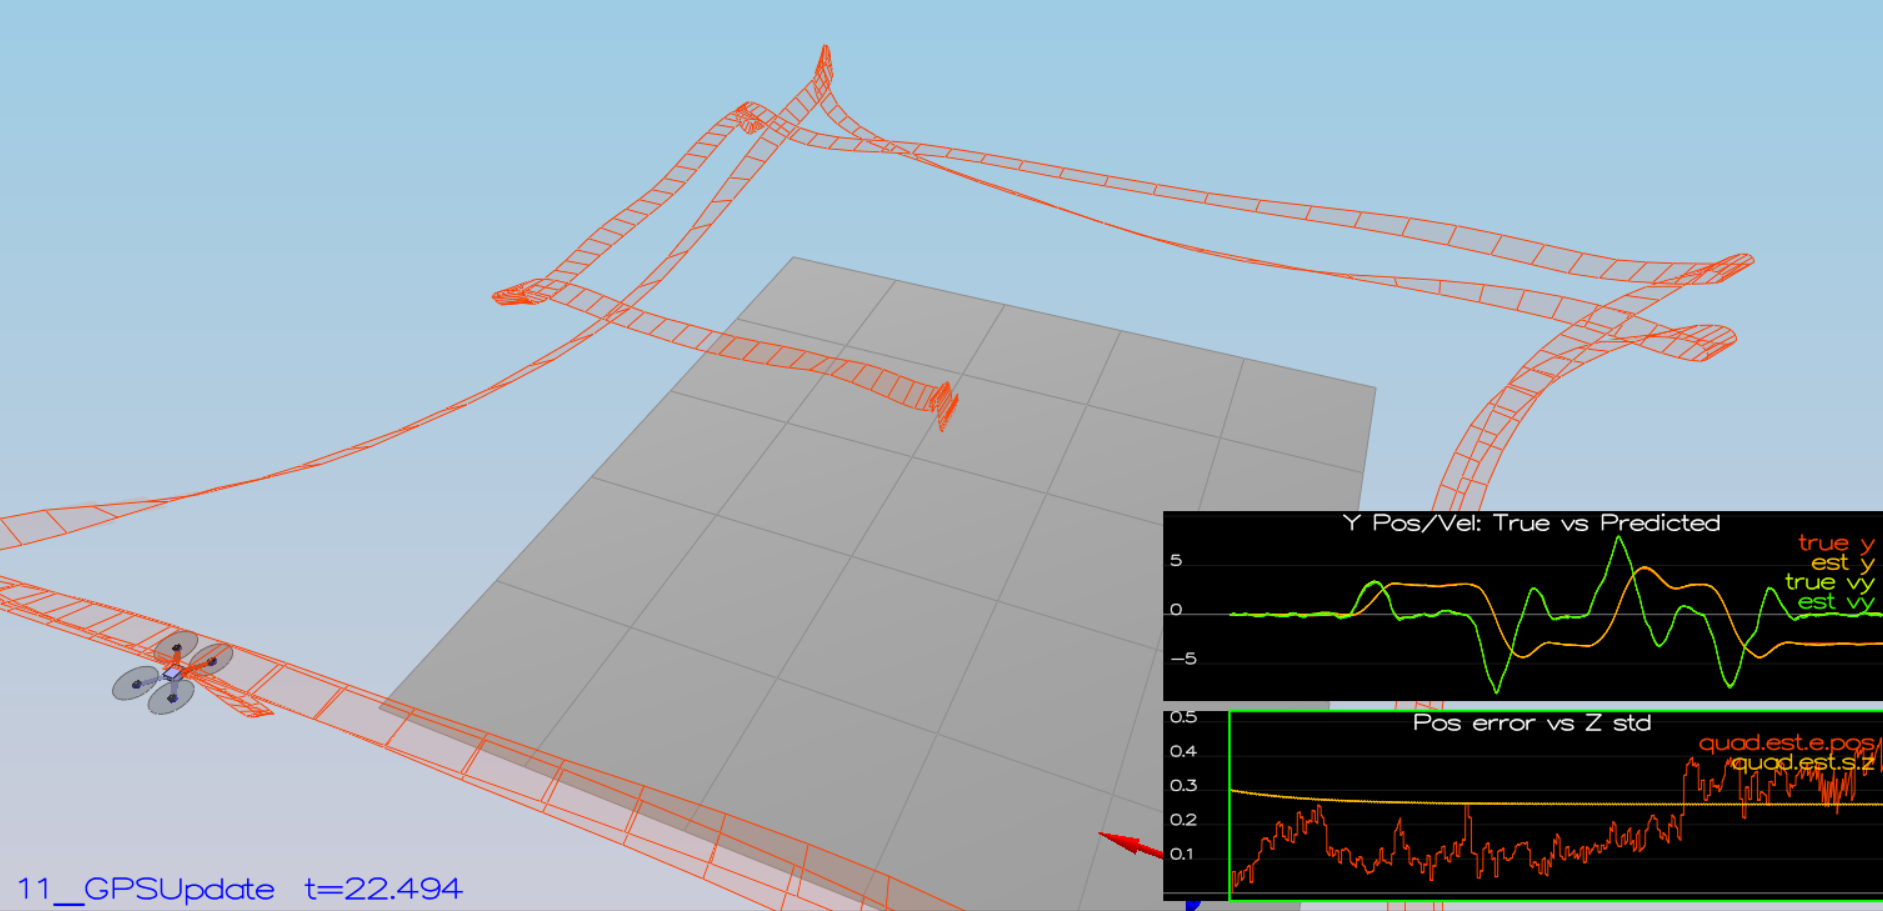 Y Pos/Vel: True vs Predicted
true y
est y
true vy
est vy
5
0
−5
Pos error vs Z std
quad.est.e.pos
quad.est.s.z
0.5
0.4
0.3
0.2
0.1
11_GPSUpdate t=22.494